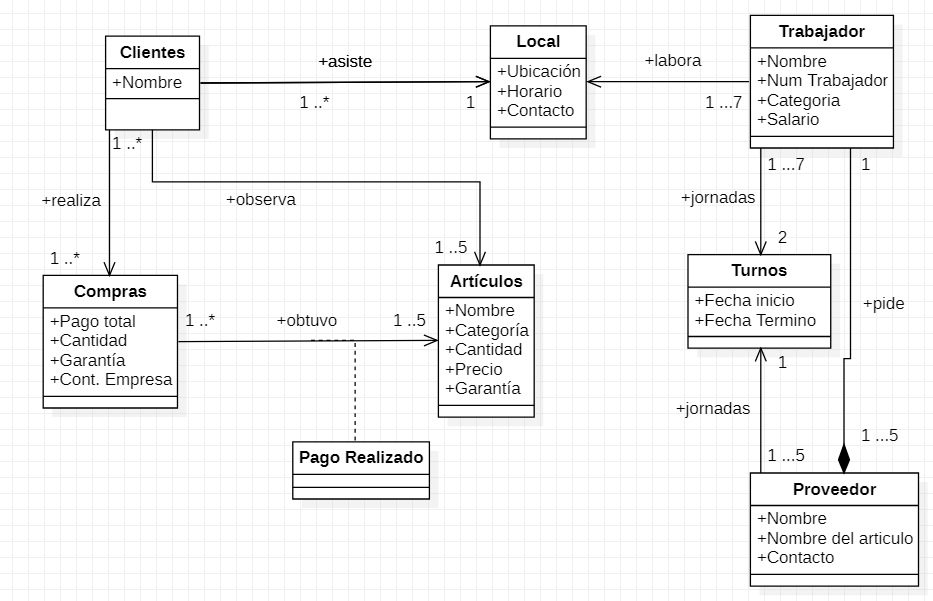 Clientes
+Nombre
+asiste
1 ..*
1
Local
+Ubicación
+Horario
+Contacto
+labora
1 ...7
Trabajador
+Nombre
+Num Trabajador
+Categoria
+Salario
1 ..*
+realiza
1 ..*
+observa
1 ..5
1 ...7
+jornadas
2
1
+pide
1 ...5
Compras
+Pago total
+Cantidad
+Garantía
+Cont. Empresa
1 ..*
+obtuvo
1 ..5
Artículos
+Nombre
+Categoría
+Cantidad
+Precio
+Garantía
Turnos
+Fecha inicio
+Fecha Termino
1
+jornadas
1 ...5
Pago Realizado
Proveedor
+Nombre
+Nombre del articulo
+Contacto